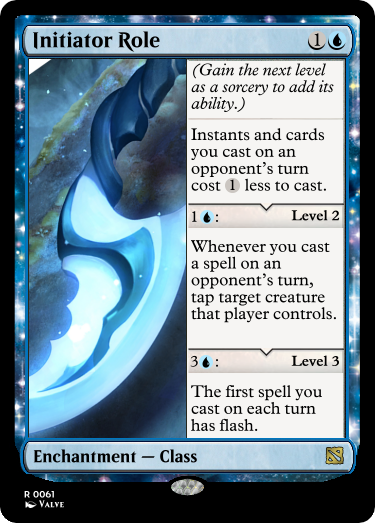 Initiator Role 1
(Gain the next level
as a sorcery to add its
ability.)
Instants and cards
you cast on an
opponent's turn
cost 1 less to cast.
1 : Level 2
Whenever you cast
a spell on an
opponent's turn,
tap target creature
that player controls.
3 : Level 3
The first spell you
cast on each turn
has flash.
Enchantment — Class
R 0061
Valve